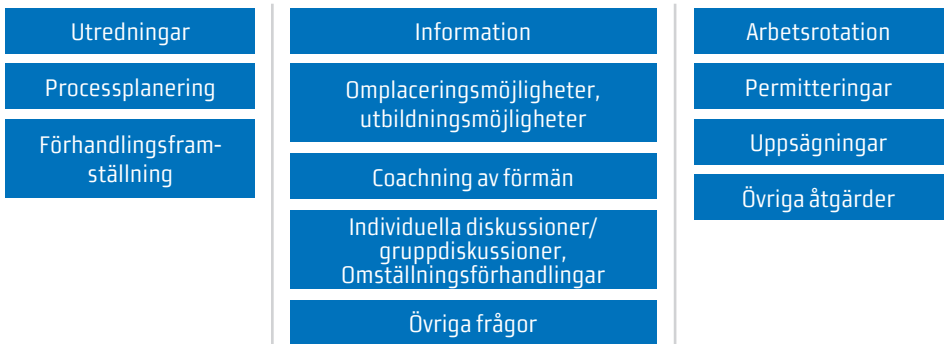 Utredningar
Processplanering
Förhandlingsfram-
ställning
Information
Omplaceringsmöjligheter,
utbildningsmöjligheter
Coachning av förmän
Individuella diskussioner/
gruppdiskussioner,
Omställningsförhandlingar
Övriga frågor
Arbetsrotation
Permitteringar
Uppsägningar
Övriga åtgärder